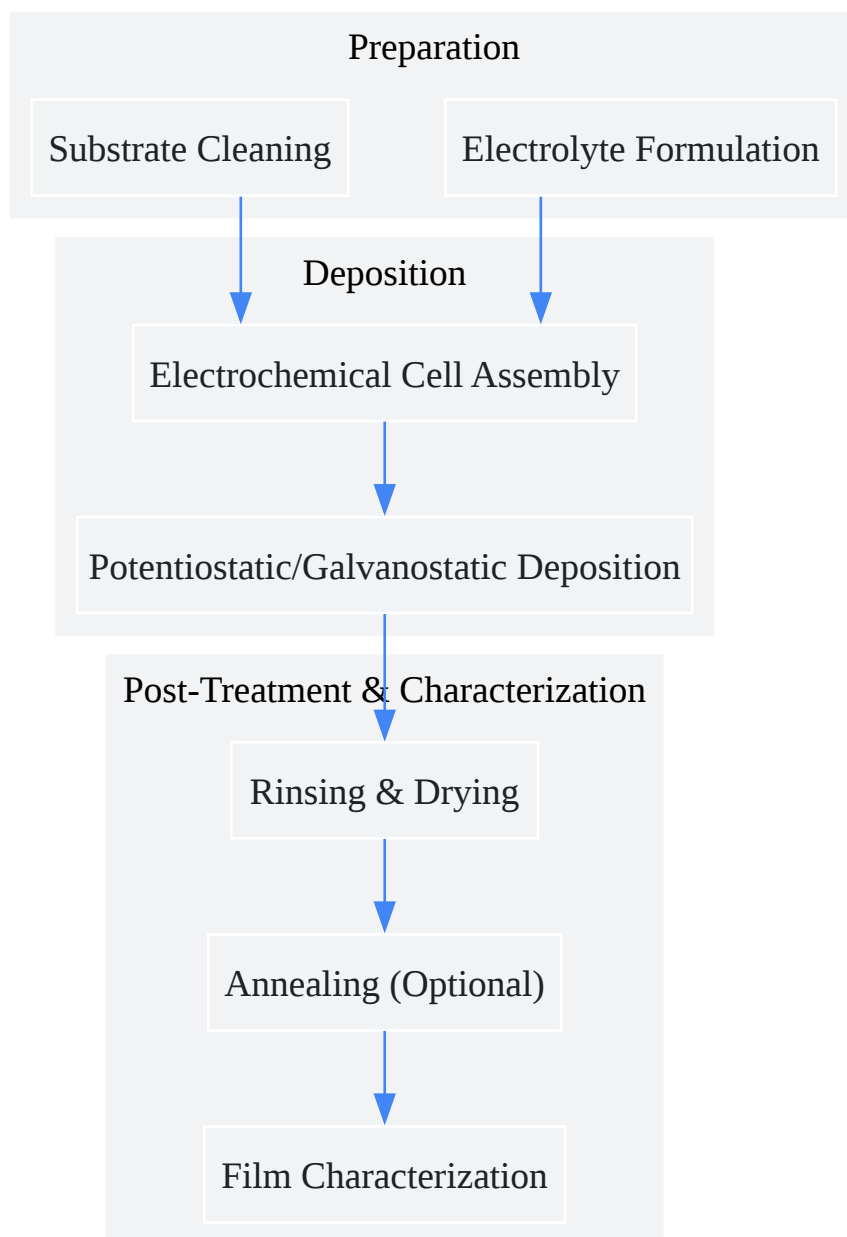 Preparation
Substrate Cleaning
Electrolyte Formulation
Deposition
Electrochemical Cell Assembly
Potentiostatic/Galvanostatic Deposition
Post-Treatment & Characterization
Rinsing & Drying
Annealing (Optional)
Film Characterization